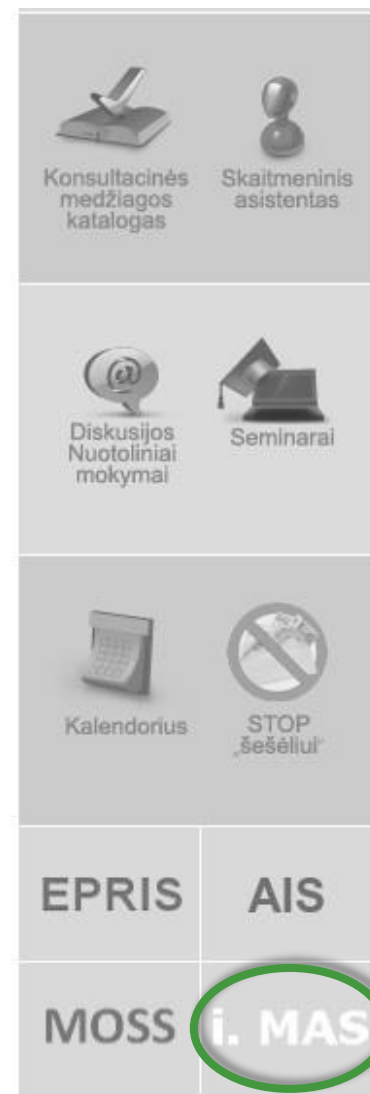 Konsultacinės
medžiagos
katalogas
Skaitmeninis
asistentas
@
Diskusijos
Nuotoliniai
mokymai
Seminarai
Kalendorius
STOP
„šešėliui“
EPRIS
AIS
MOSS
i. MAS